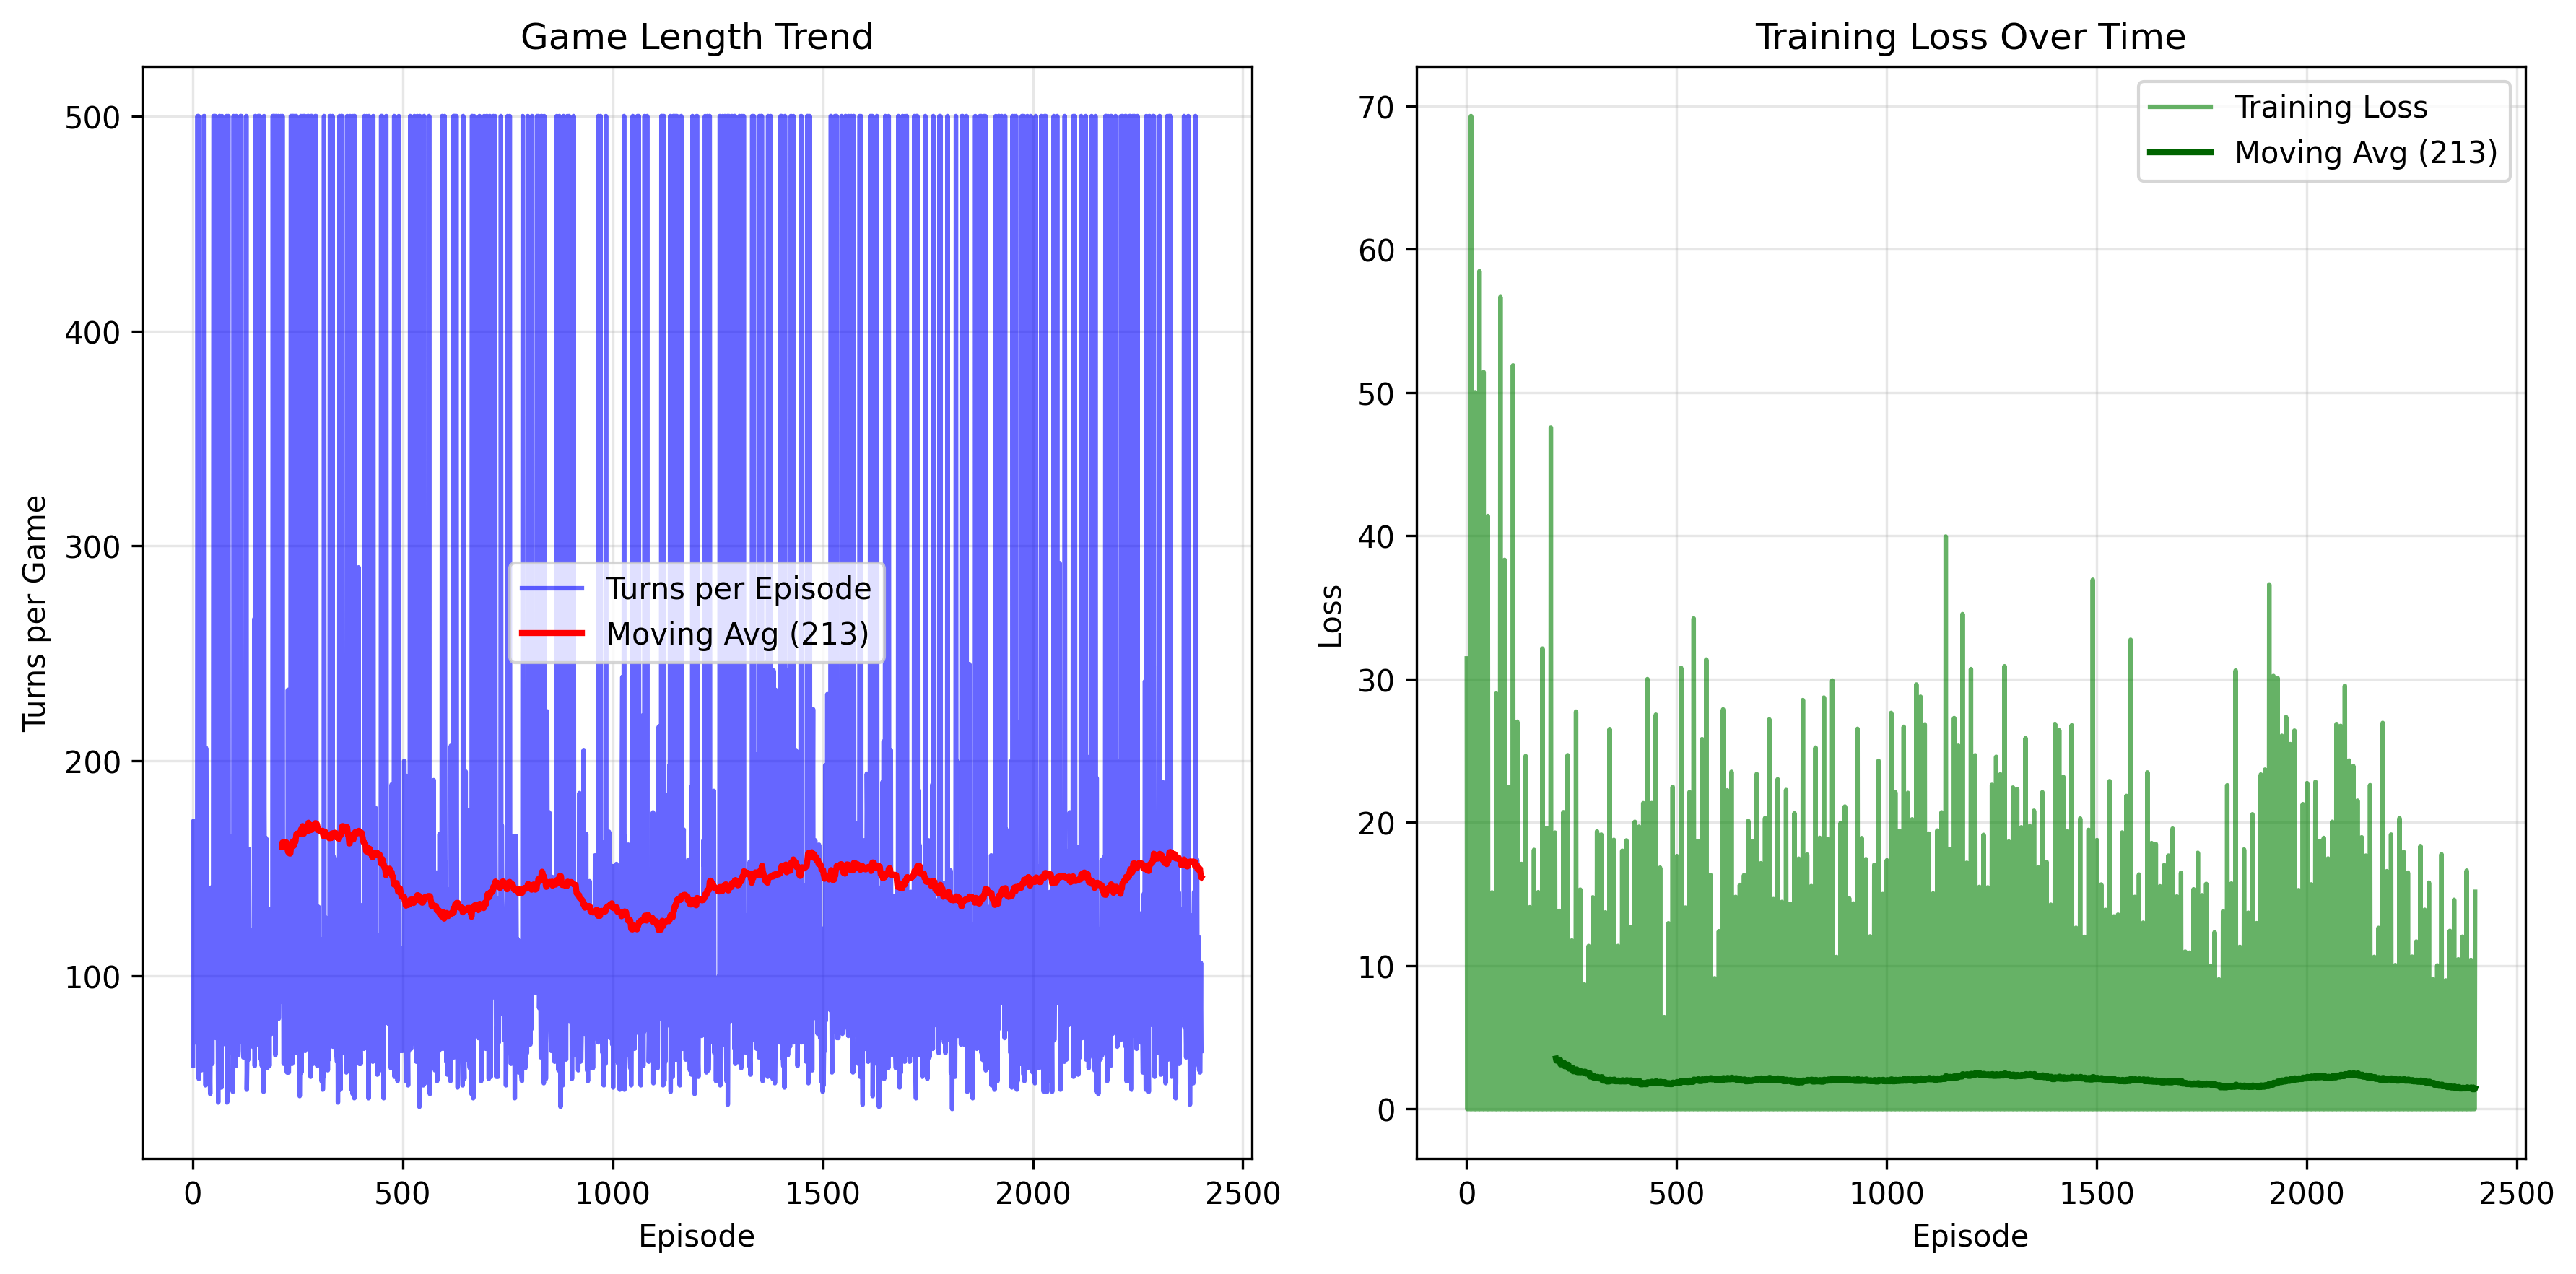 Game Length Trend
500
400
300
200
100
Turns per Game
Turns per Episode
Moving Avg (213)
0
500
1000
1500
2000
2500
Episode
Training Loss Over Time
70
60
50
40
30
20
10
0
Loss
Training Loss
Moving Avg (213)
0
500
1000
1500
2000
2500
Episode